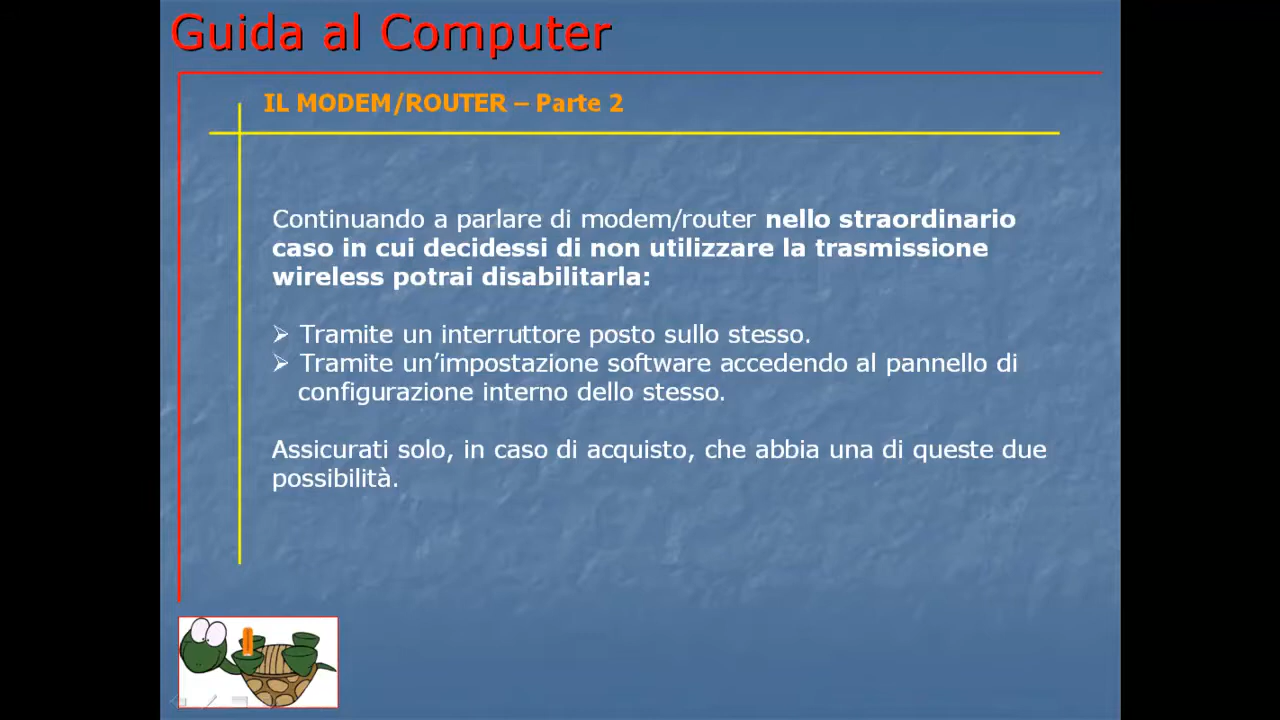 Guida al Computer
IL MODEM/ROUTER – Parte 2
Continuando a parlare di modem/router nello straordinario
caso in cui decidessi di non utilizzare la trasmissione
wireless potrai disabilitarla:
➢ Tramite un interruttore posto sullo stesso.
➢ Tramite un’impostazione software accedendo al pannello di
configurazione interno dello stesso.
Assicurati solo, in caso di acquisto, che abbia una di queste due
possibilità.